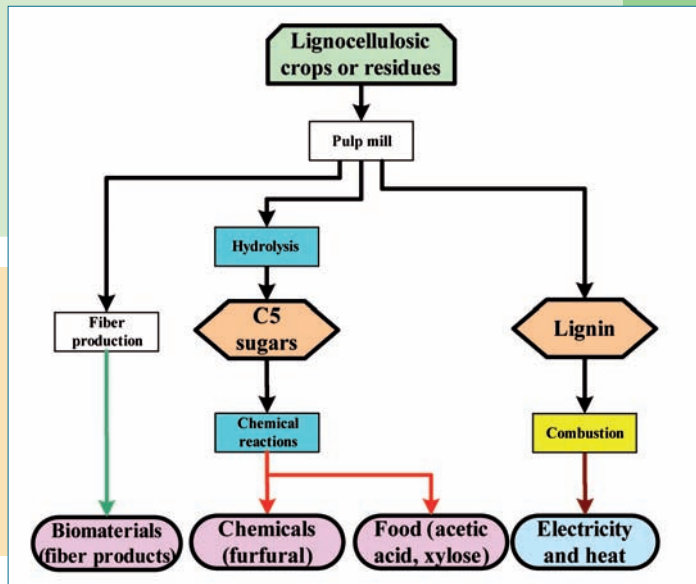 Lignocellulosic
crops or residues
Pulp mill
Hydrolysis
Fiber
production
C5
sugars
Lignin
Chemical
reactions
Combustion
Biomaterials
(fiber products)
Chemicals
(furfural)
Food (acetic
acid, xylose)
Electricity
and heat